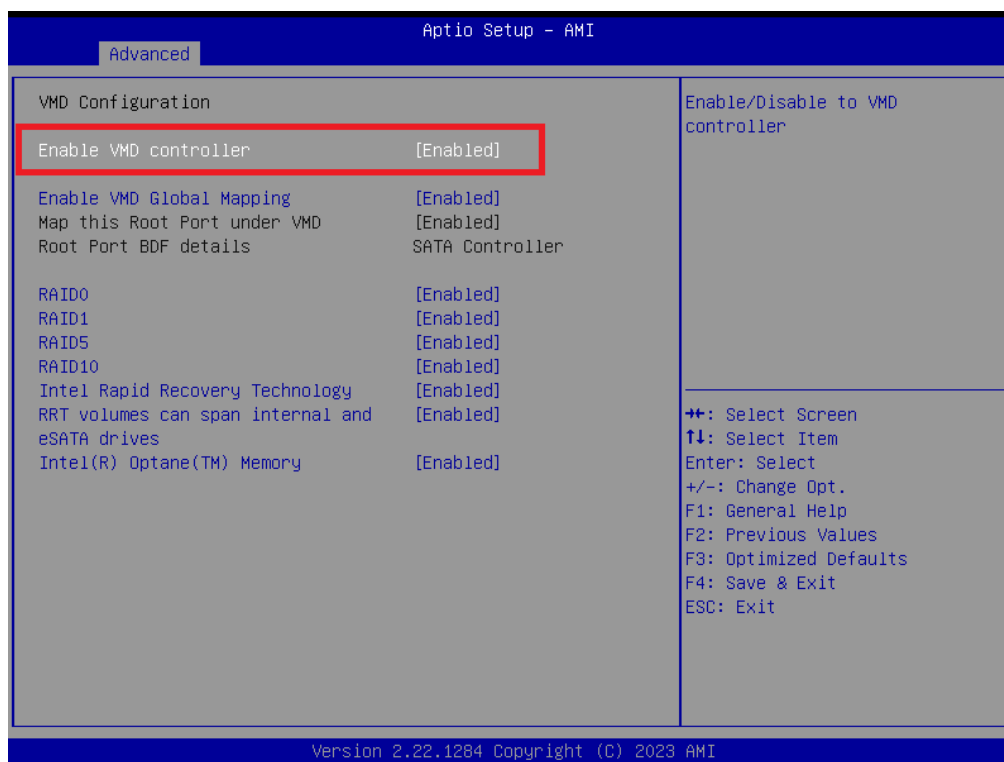 Aptio Setup - AMI
Advanced
VMD Configuration
Enable VMD controller [Enabled]
Enable VMD Global Mapping [Enabled]
Map this Root Port under VMD [Enabled]
Root Port BDF details SATA Controller
RAID0 [Enabled]
RAID1 [Enabled]
RAID5 [Enabled]
RAID10 [Enabled]
Intel Rapid Recovery Technology [Enabled]
RRT volumes can span internal and [Enabled]
eSATA drives
Intel(R) Optane(TM) Memory [Enabled]
Enable/Disable to VMD
controller
→←: Select Screen
↑↓: Select Item
Enter: Select
+/-: Change Opt.
F1: General Help
F2: Previous Values
F3: Optimized Defaults
F4: Save & Exit
ESC: Exit
Version 2.22.1284 Copyright (C) 2023 AMI